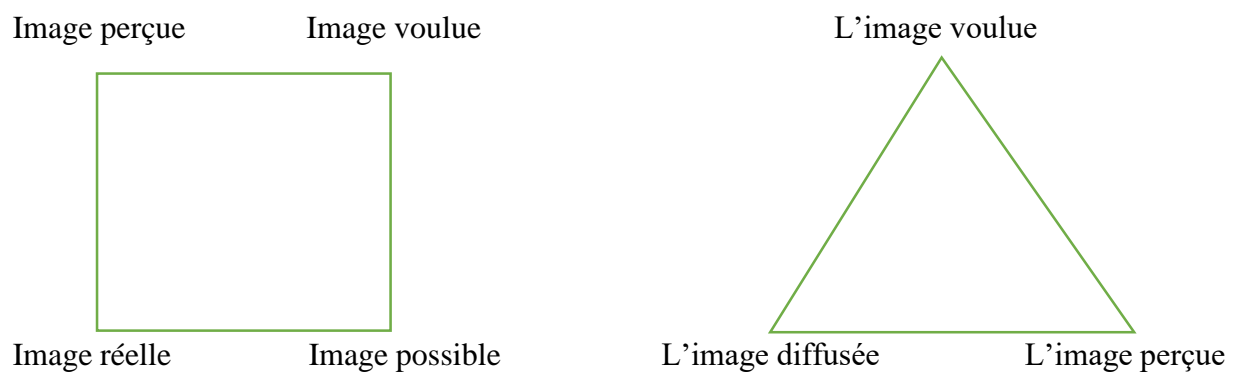 Image perçue
Image voulue
L’image voulue
Image réelle
Image possible
L’image diffusée
L’image perçue